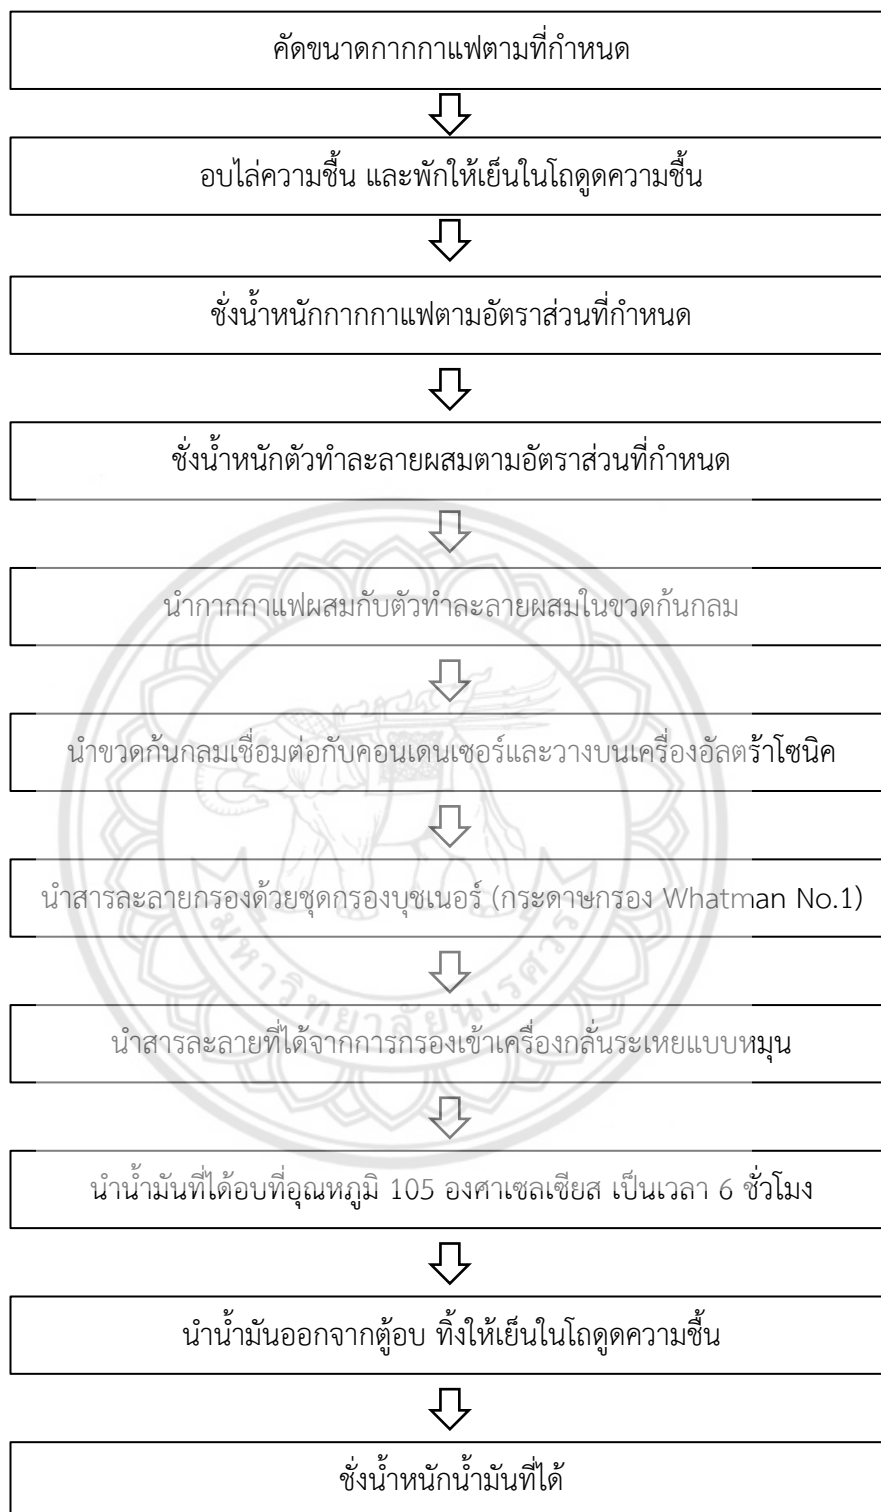 คัดขนาดกากกาแฟตามที่กำหนด
อบไล่ความชื้น และพักให้เย็นในโถดูดความชื้น
ชั่งน้ำหนักกากกาแฟตามอัตราส่วนที่กำหนด
ชั่งน้ำหนักตัวทำละลายผสมตามอัตราส่วนที่กำหนด
นำกากกาแฟผสมกับตัวทำละลายผสมในขวดก้นกลม
นำขวดก้นกลมเชื่อมต่อกับคอนเดนเซอร์และวางบนเครื่องอัลตร้าโซนิค
นำสารละลายกรองด้วยชุดกรองบุชเนอร์ (กระดาษกรอง Whatman No.1)
มหาวิทยาลัยนเรศวร
นำสารละลายที่ได้จากการกรองเข้าเครื่องกลั่นระเหยแบบหมุน
นำน้ำมันที่ได้อบที่อุณหภูมิ 105 องศาเซลเซียส เป็นเวลา 6 ชั่วโมง
นำน้ำมันออกจากตู้อบ ทิ้งให้เย็นในโถดูดความชื้น
ชั่งน้ำหนักน้ำมันที่ได้